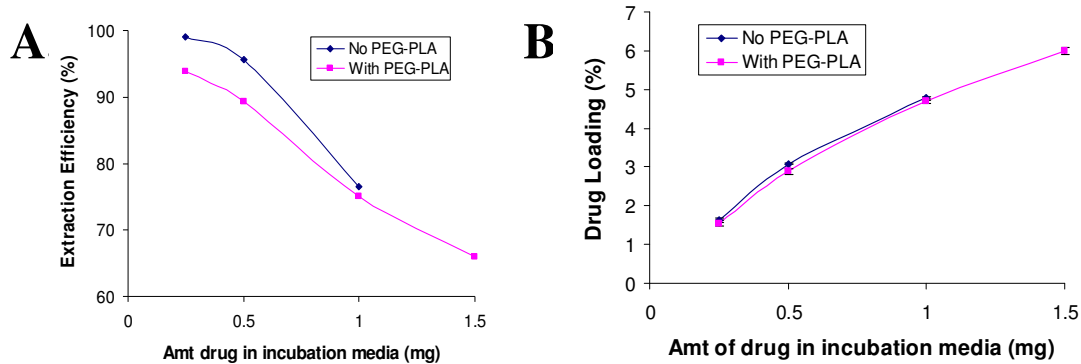 A
Extraction Efficiency (%)
100
90
80
70
60
0
0.5
1
1.5
Amt drug in incubation media (mg)
No PEG-PLA
With PEG-PLA
B
Drug Loading (%)
7
6
5
4
3
2
1
0
0
0.5
1
1.5
Amt of drug in incubation media (mg)
No PEG-PLA
With PEG-PLA